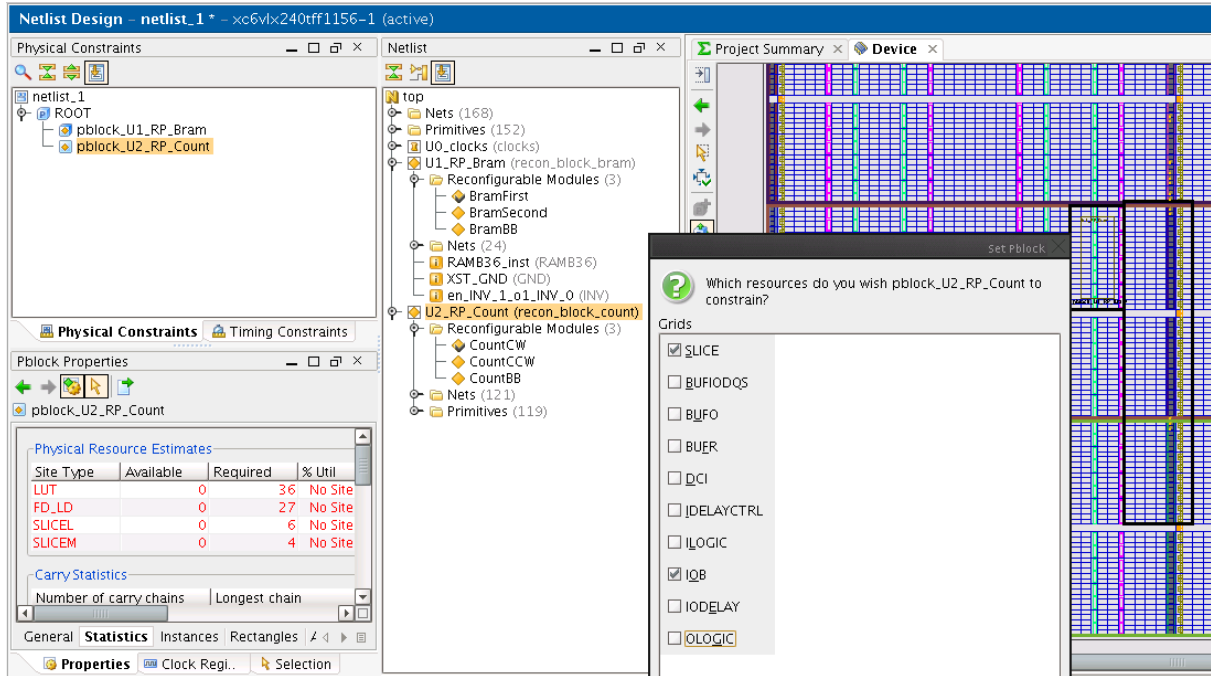 Netlist Design - netlist_1 * - xc6vlx240tff1156-1 (active)
Physical Constraints
netlist_1
ROOT
pblock_U1_RP_Bram
pblock_U2_RP_Count
Physical Constraints
Timing Constraints
Pblock Properties
pblock_U2_RP_Count
Physical Resource Estimates
Site Type Available Required % Util
LUT 0 36 No Site
FD_LD 0 27 No Site
SLICEL 0 6 No Site
SLICEM 0 4 No Site
Carry Statistics
Number of carry chains Longest chain
General Statistics Instances Rectangles
Properties Clock Regi.. Selection
Netlist
top
Nets (168)
Primitives (152)
U0_clocks (clocks)
U1_RP_Bram (recon_block_bram)
Reconfigurable Modules (3)
BramFirst
BramSecond
BramBB
Nets (24)
RAMB36_inst (RAMB36)
XST_GND (GND)
en_INV_1_o1_INV_0 (INV)
U2_RP_Count (recon_block_count)
Reconfigurable Modules (3)
CountCW
CountCCW
CountBB
Nets (121)
Primitives (119)
Project Summary
Device
Set Pblock
Which resources do you wish pblock_U2_RP_Count to
constrain?
Grids
SLICE
BUFIODQS
BUFO
BUFR
DCI
IDELAYCTRL
ILOGIC
IOB
IODELAY
OLOGIC